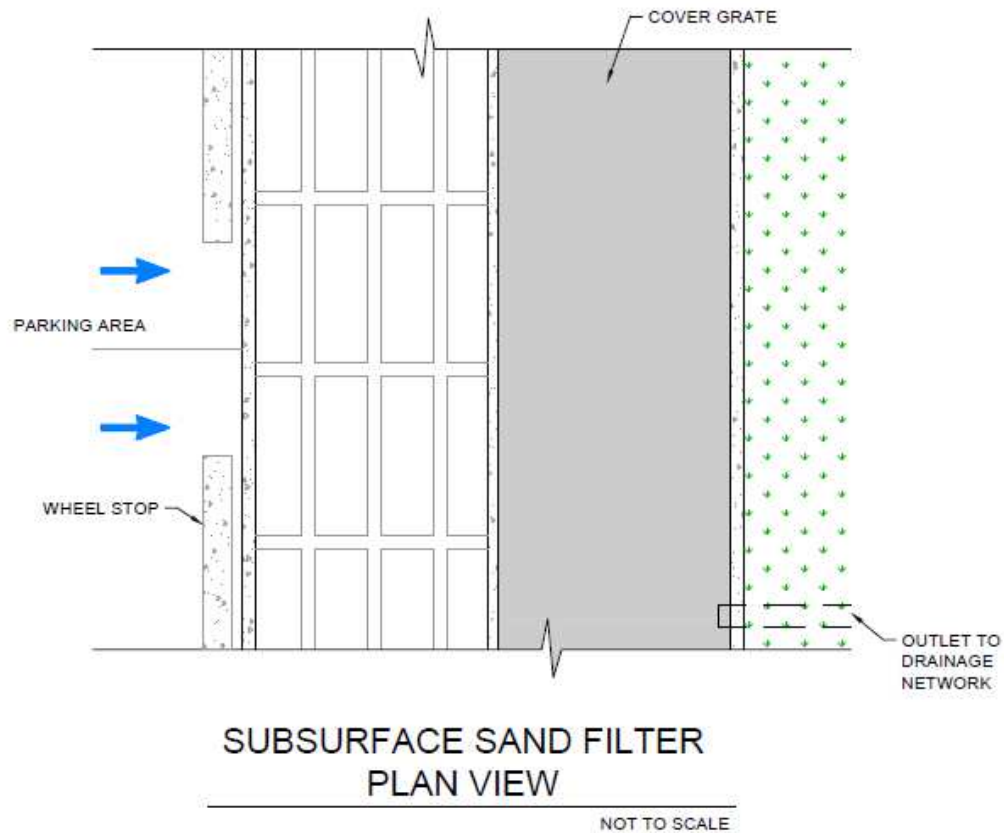 COVER GRATE
PARKING AREA
WHEEL STOP
OUTLET TO
DRAINAGE
NETWORK
SUBSURFACE SAND FILTER
PLAN VIEW
NOT TO SCALE